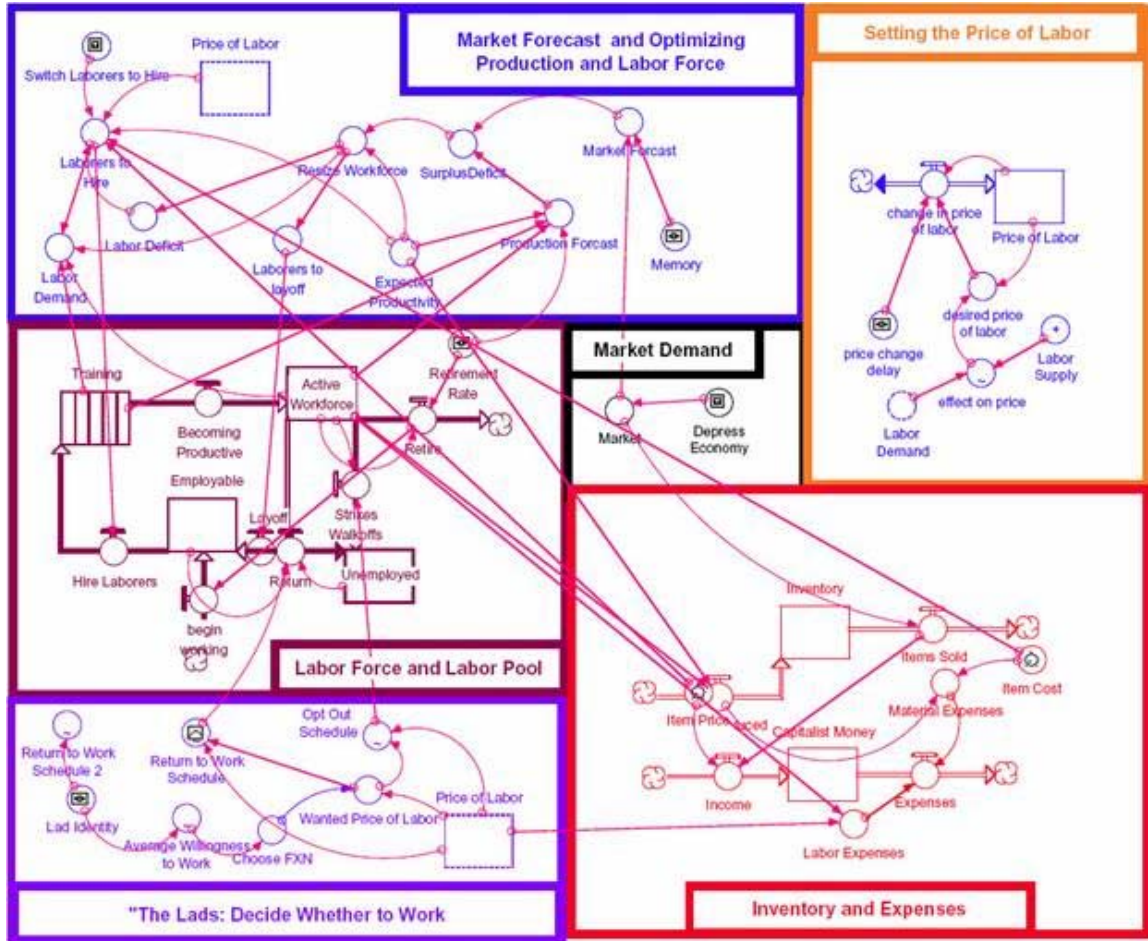 Market Forecast and Optimizing
Production and Labor Force
Price of Labor
Switch Laborers to Hire
Laborers to
Hire
Resize Workforce
SurplusDeficit
Market Forcast
Labor Deficit
Production Forcast
Labor
Demand
Laborers to
layoff
Expected
Productivity
Memory
Setting the Price of Labor
change in price
of labor
Price of Labor
desired price
of labor
price change
delay
Labor
Supply
effect on price
Labor
Demand
Training
Active
Workforce
Retirement
Rate
Becoming
Productive
Retire
Employable
Layoff
Strikes
Walkoffs
Hire Laborers
Return
Unemployed
begin
working
Labor Force and Labor Pool
Market Demand
Market
Depress
Economy
Inventory
Items Sold
Item Cost
Item Price
uced
Material Expenses
Capitalist Money
Income
Expenses
Labor Expenses
Inventory and Expenses
Opt Out
Schedule
Return to Work
Schedule 2
Return to Work
Schedule
Lad Identity
Wanted Price of Labor
Price of Labor
Average Willingness
to Work
Choose FXN
"The Lads: Decide Whether to Work